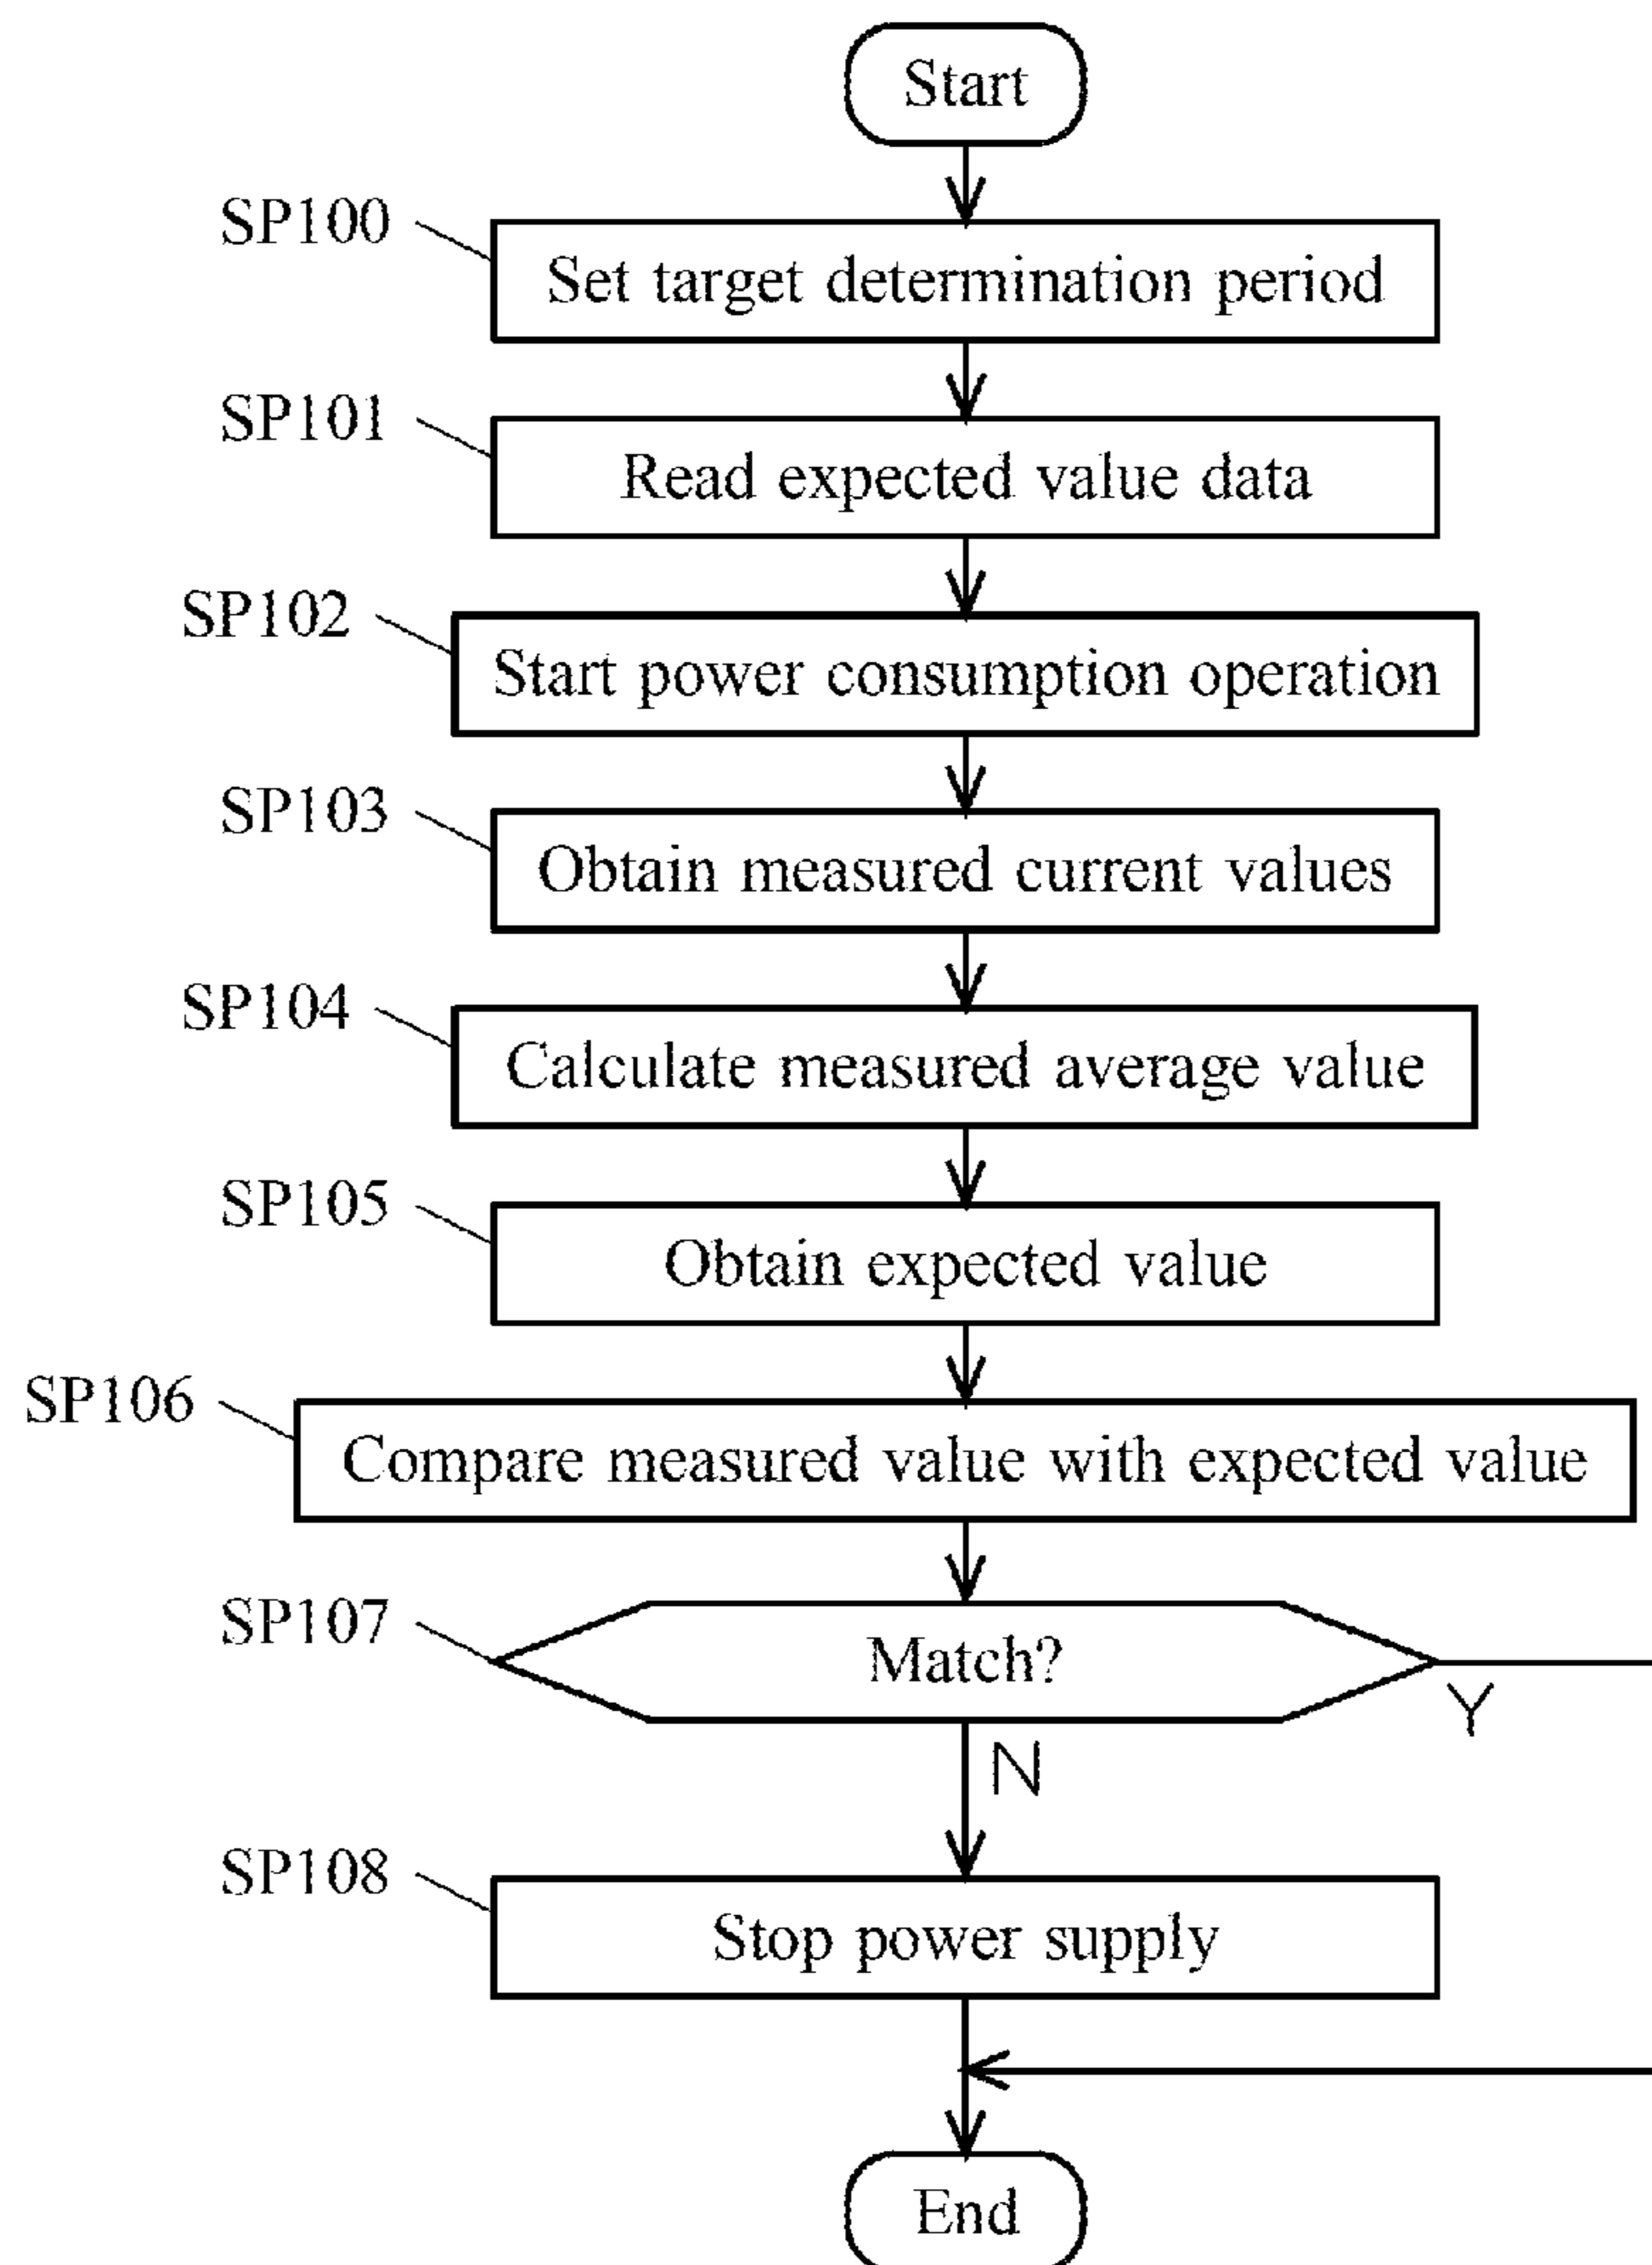 Start
SP100
Set target determination period
SP101
Read expected value data
SP102
Start power consumption operation
SP103
Obtain measured current values
SP104
Calculate measured average value
SP105
Obtain expected value
SP106
Compare measured value with expected value
SP107
Match?
Y
N
SP108
Stop power supply
End